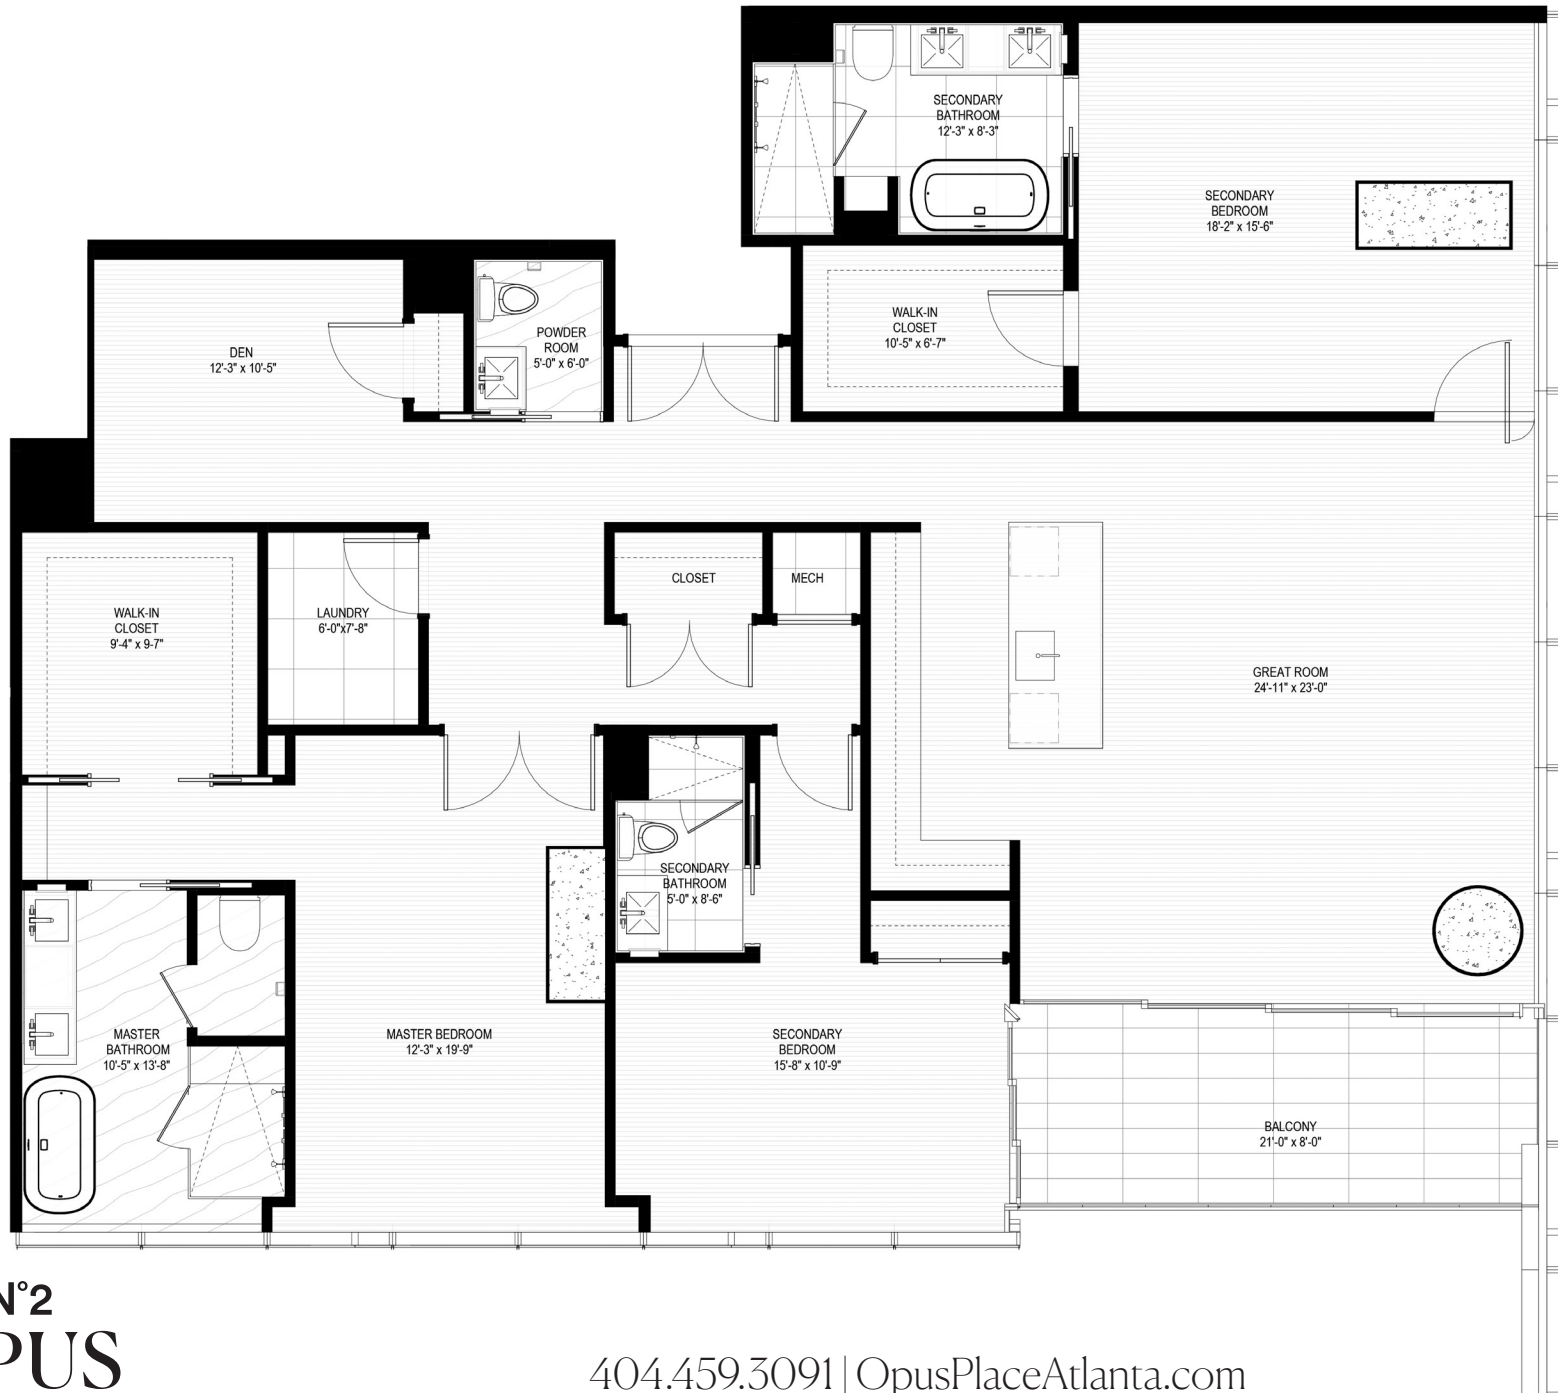 SECONDARY
BATHROOM
12'-3" x 8'-3"
SECONDARY
BEDROOM
18'-2" x 15'-6"
WALK-IN
CLOSET
10'-5" x 6'-7"
POWDER
ROOM
5'-0" x 6'-0"
DEN
12'-3" x 10'-5"
CLOSET
MECH
WALK-IN
CLOSET
9'-4" x 9-7"
LAUNDRY
6'-0"x7'-8"
GREAT ROOM
24'-11" x 23'-0"
SECONDARY
BATHROOM
5'-0" x 8'-6"
MASTER
BATHROOM
10'-5" x 13'-8"
MASTER BEDROOM
12'-3" x 19'-9"
SECONDARY
BEDROOM
15'-8" x 10'-9"
BALCONY
21'-0" x 8'-0"
N°2
PUS
404.459.3091 | OpusPlaceAtlanta.com